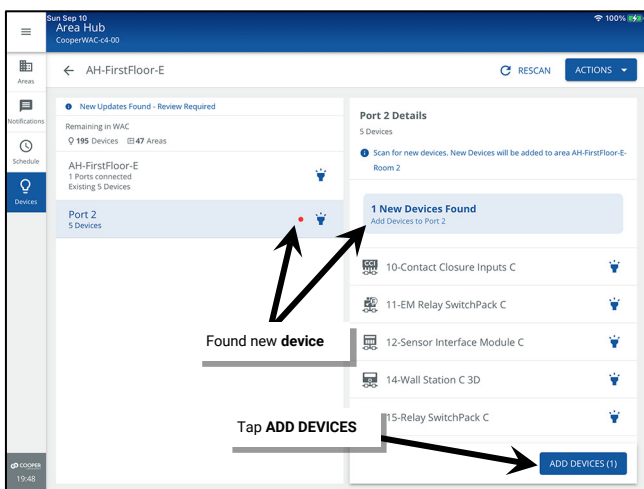 Sun Sep 10
100%
Area Hub
CooperWAC-c4-00
Areas
Notifications
Schedule
Devices
AH-FirstFloor-E
RESCAN
ACTIONS
New Updates Found - Review Required
Remaining in WAC
195 Devices 47 Areas
AH-FirstFloor-E
1 Ports connected
Existing 5 Devices
Port 2
5 Devices
Port 2 Details
5 Devices
Scan for new devices. New Devices will be added to area AH-FirstFloor-E-
Room 2
1 New Devices Found
Add Devices to Port 2
CCI
10-Contact Closure Inputs C
11-EM Relay SwitchPack C
12-Sensor Interface Module C
14-Wall Station C 3D
15-Relay SwitchPack C
Found new device
Tap ADD DEVICES
ADD DEVICES (1)
COOPER
19:48